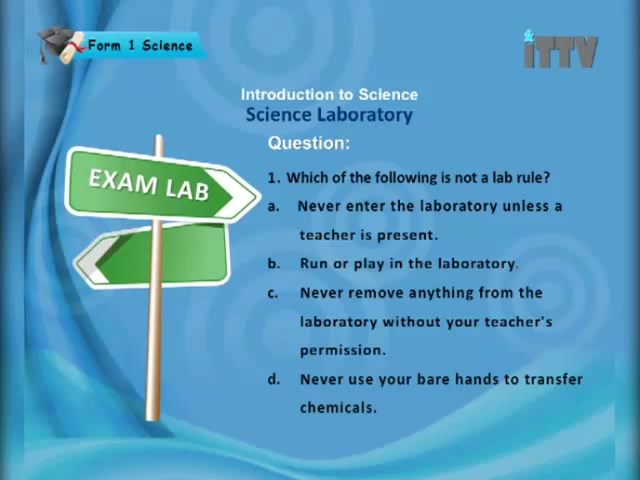 Form 1 Science
iTTV
Introduction to Science
Science Laboratory
Question:
EXAM LAB
1. Which of the following is not a lab rule?
a. Never enter the laboratory unless a
teacher is present.
b. Run or play in the laboratory.
c. Never remove anything from the
laboratory without your teacher's
permission.
d. Never use your bare hands to transfer
chemicals.